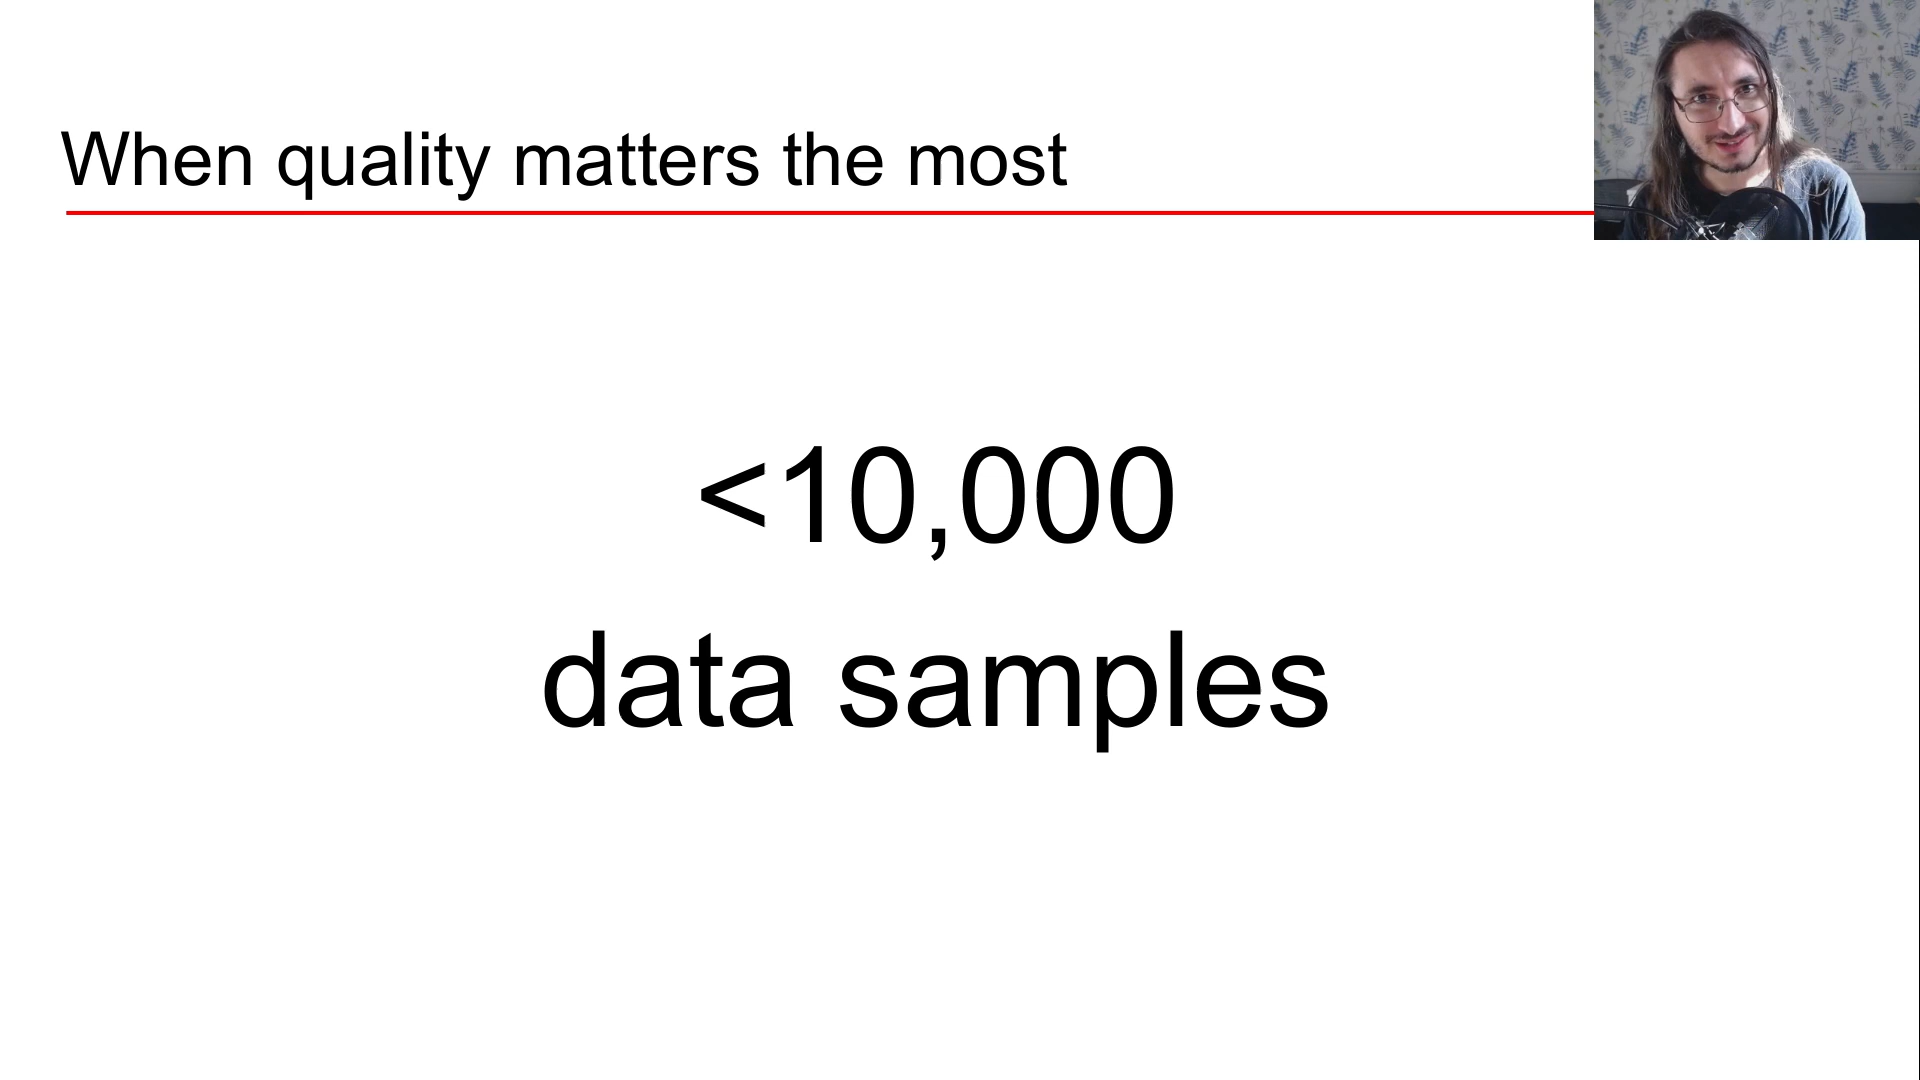 When quality matters the most
<10,000
data samples